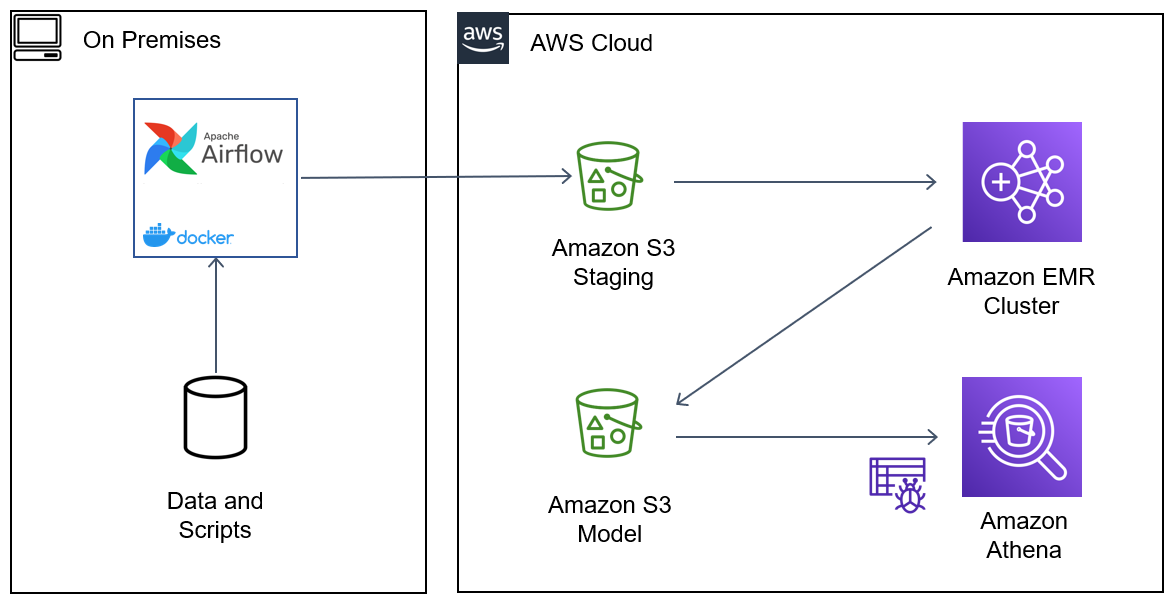 On Premises
aws
AWS Cloud
Apache
Airflow
docker
Data and
Scripts
Amazon S3
Staging
Amazon EMR
Cluster
Amazon S3
Model
Amazon
Athena